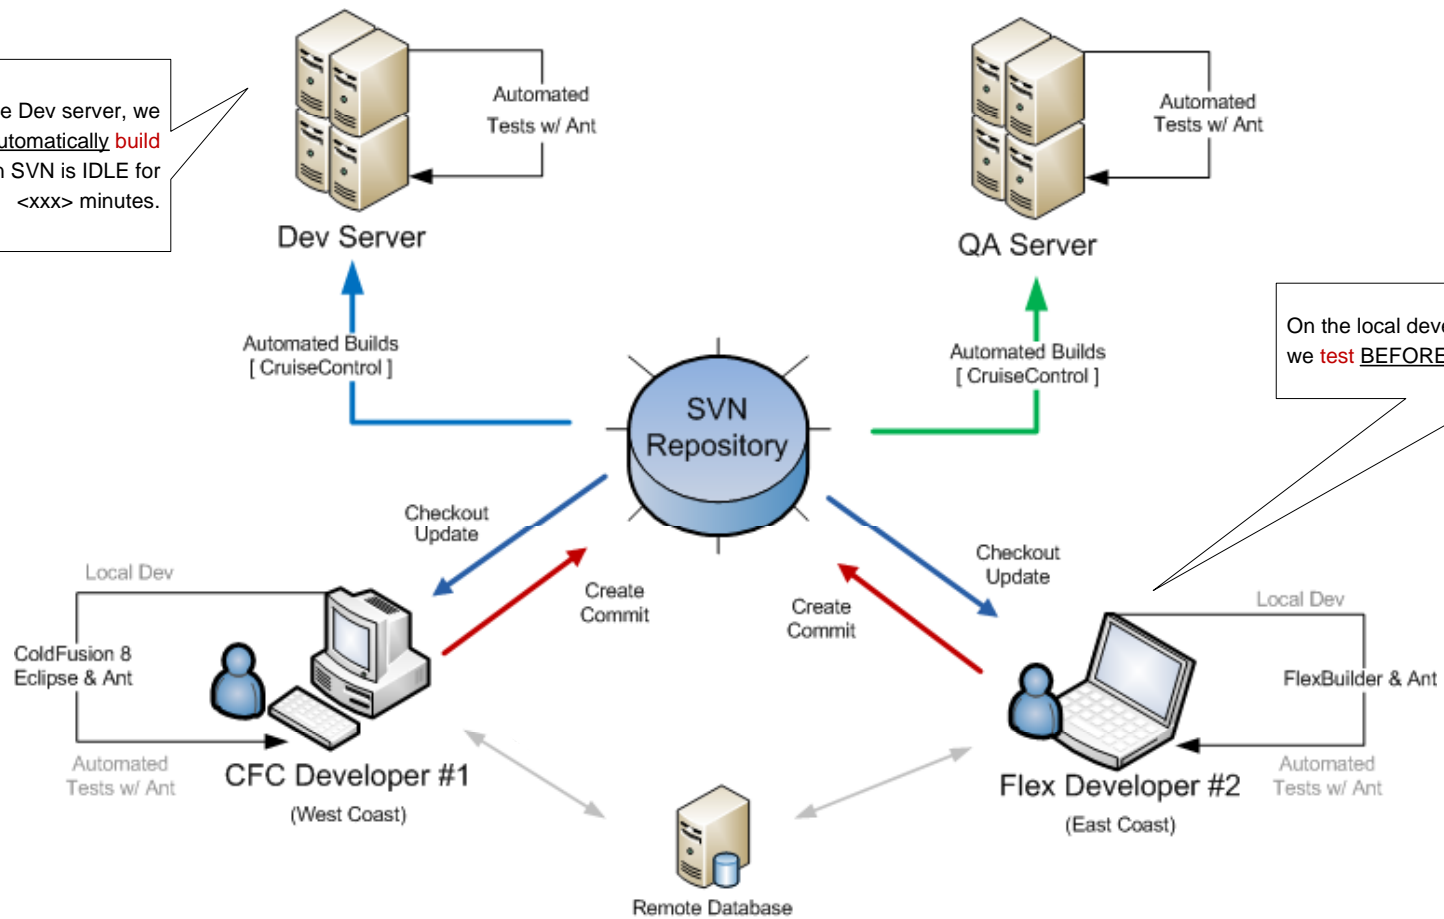 Automated
Tests w/ Ant
Automated
Tests w/ Ant
e Dev server, we
utomatically build
n SVN is IDLE for
<xxx> minutes.
Dev Server
QA Server
Automated Builds
[ CruiseControl ]
Automated Builds
[ CruiseControl ]
On the local deve
we test BEFORE
SVN
Repository
Checkout
Update
Checkout
Update
Create
Commit
Create
Commit
Local Dev
ColdFusion 8
Eclipse & Ant
Automated
Tests w/ Ant
Local Dev
FlexBuilder & Ant
Automated
Tests w/ Ant
CFC Developer #1
(West Coast)
Flex Developer #2
(East Coast)
Remote Database